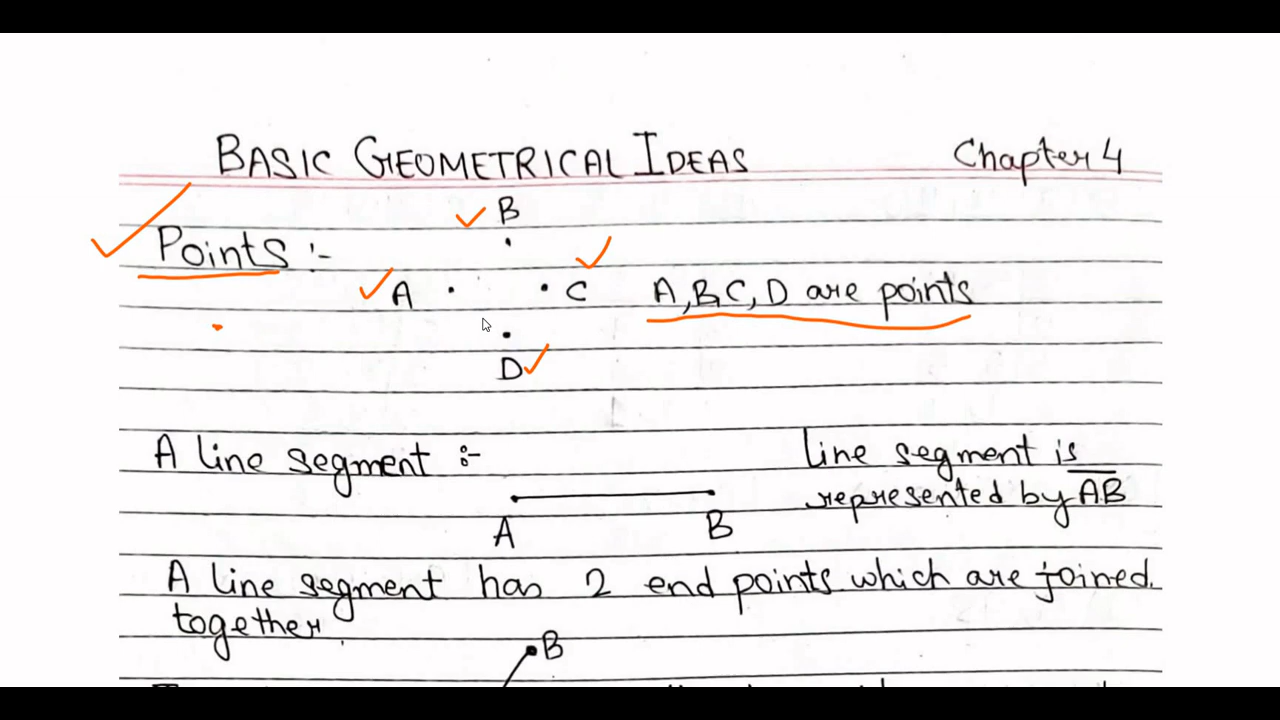 BASIC GEOMETRICAL IDEAS Chapter 4
B
Points :-
A C A, B, C, D are points
D
A line segment :- Line segment is
represented by A̅B̅
A B
A line segment has 2 end points which are joined
together.
B